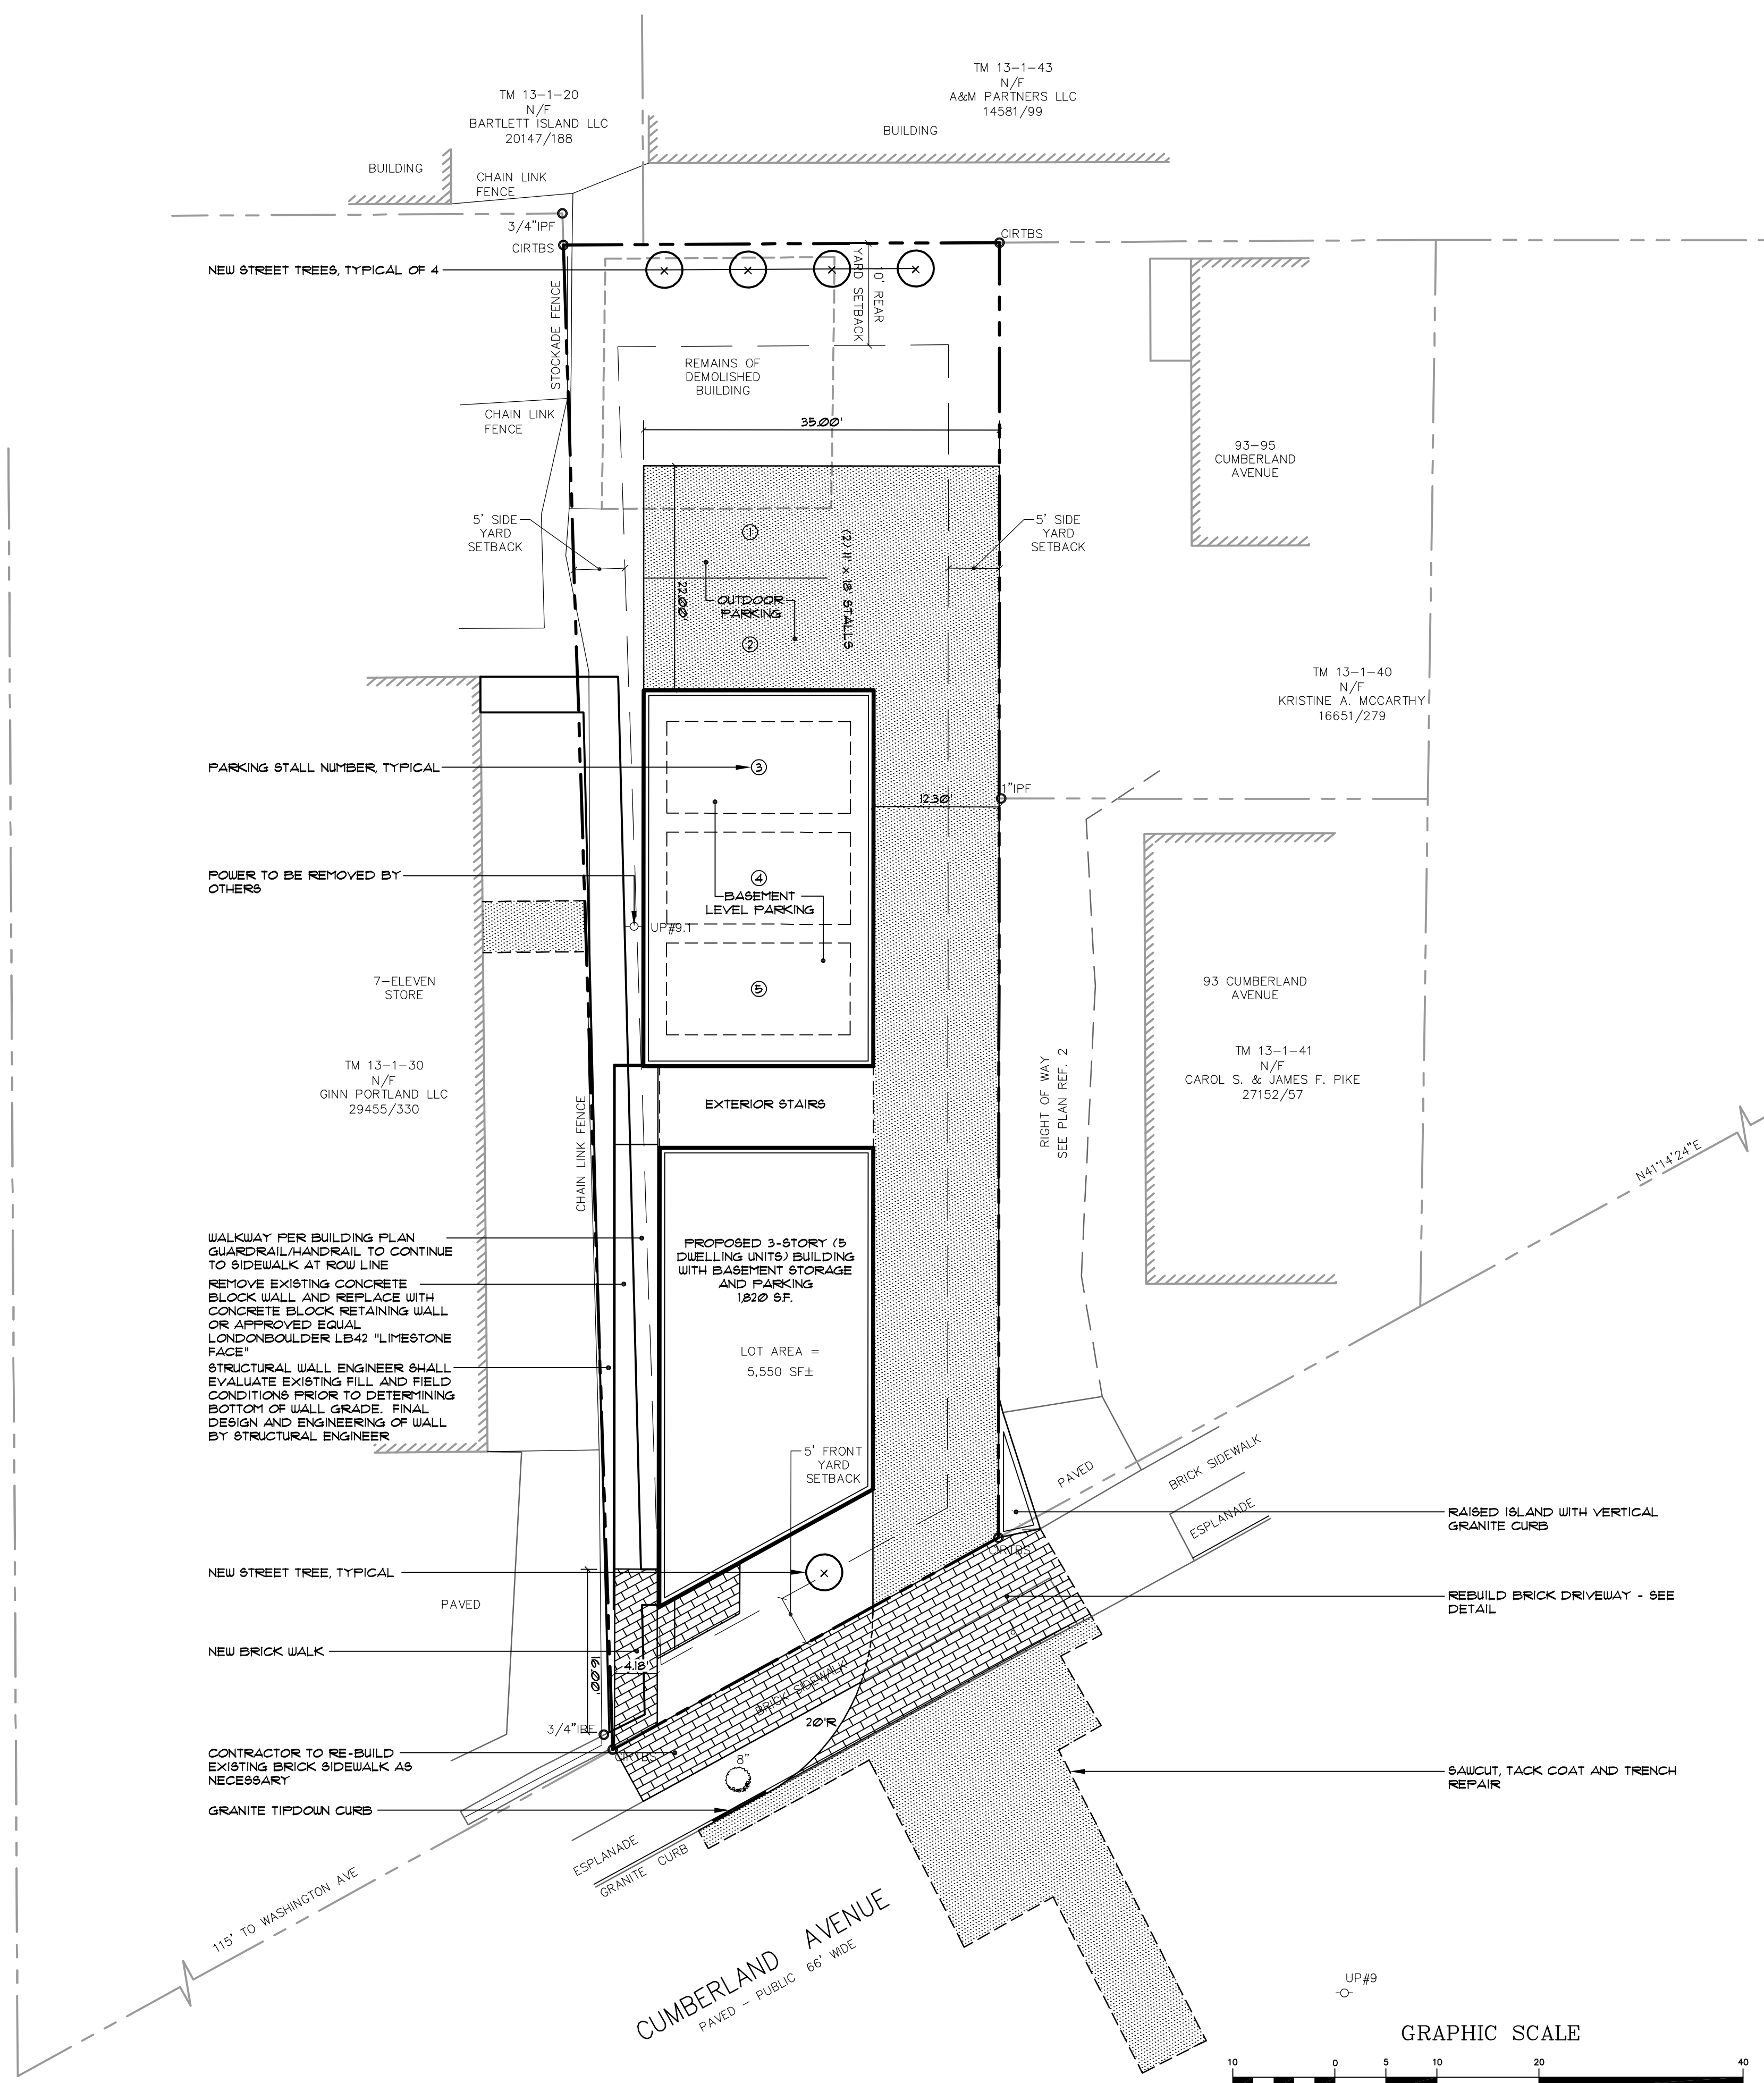 TM 13-1-20
N/F
BARTLETT ISLAND LLC
20147/188
TM 13-1-43
N/F
A&M PARTNERS LLC
14581/99
BUILDING
BUILDING
CHAIN LINK
FENCE
3/4"IPF
CIRTBS
CIRTBS
NEW STREET TREES, TYPICAL OF 4
STOCKADE FENCE
10' REAR
YARD SETBACK
REMAINS OF
DEMOLISHED
BUILDING
CHAIN LINK
FENCE
35.00'
93-95
CUMBERLAND
AVENUE
5' SIDE
YARD
SETBACK
1
(2) 11' x 18' STALLS
5' SIDE
YARD
SETBACK
22.00'
OUTDOOR
PARKING
2
TM 13-1-40
N/F
KRISTINE A. MCCARTHY
16651/279
PARKING STALL NUMBER, TYPICAL
3
12.30'
1"IPF
POWER TO BE REMOVED BY
OTHERS
4
BASEMENT
LEVEL PARKING
UP#9.1
7-ELEVEN
STORE
5
93 CUMBERLAND
AVENUE
TM 13-1-30
N/F
GINN PORTLAND LLC
29455/330
TM 13-1-41
N/F
CAROL S. & JAMES F. PIKE
27152/57
EXTERIOR STAIRS
CHAIN LINK FENCE
RIGHT OF WAY
SEE PLAN REF. 2
N41°14'24"E
WALKWAY PER BUILDING PLAN
GUARDRAIL/HANDRAIL TO CONTINUE
TO SIDEWALK AT ROW LINE
REMOVE EXISTING CONCRETE
BLOCK WALL AND REPLACE WITH
CONCRETE BLOCK RETAINING WALL
OR APPROVED EQUAL
LONDONBOULDER LB42 "LIMESTONE
FACE"
STRUCTURAL WALL ENGINEER SHALL
EVALUATE EXISTING FILL AND FIELD
CONDITIONS PRIOR TO DETERMINING
BOTTOM OF WALL GRADE. FINAL
DESIGN AND ENGINEERING OF WALL
BY STRUCTURAL ENGINEER
PROPOSED 3-STORY (5
DWELLING UNITS) BUILDING
WITH BASEMENT STORAGE
AND PARKING
1,820 S.F.
LOT AREA =
5,550 SF±
5' FRONT
YARD
SETBACK
PAVED
BRICK SIDEWALK
ESPLANADE
RAISED ISLAND WITH VERTICAL
GRANITE CURB
CIRTBS
NEW STREET TREE, TYPICAL
REBUILD BRICK DRIVEWAY - SEE
DETAIL
PAVED
NEW BRICK WALK
16.00'
4.18'
BRICK SIDEWALK
20'R
3/4"IPF
CIRTBS
8"
CONTRACTOR TO RE-BUILD
EXISTING BRICK SIDEWALK AS
NECESSARY
SAWCUT, TACK COAT AND TRENCH
REPAIR
GRANITE TIPDOWN CURB
ESPLANADE
GRANITE CURB
115' TO WASHINGTON AVE
CUMBERLAND AVENUE
PAVED - PUBLIC 66' WIDE
UP#9
GRAPHIC SCALE
10 0 5 10 20 40